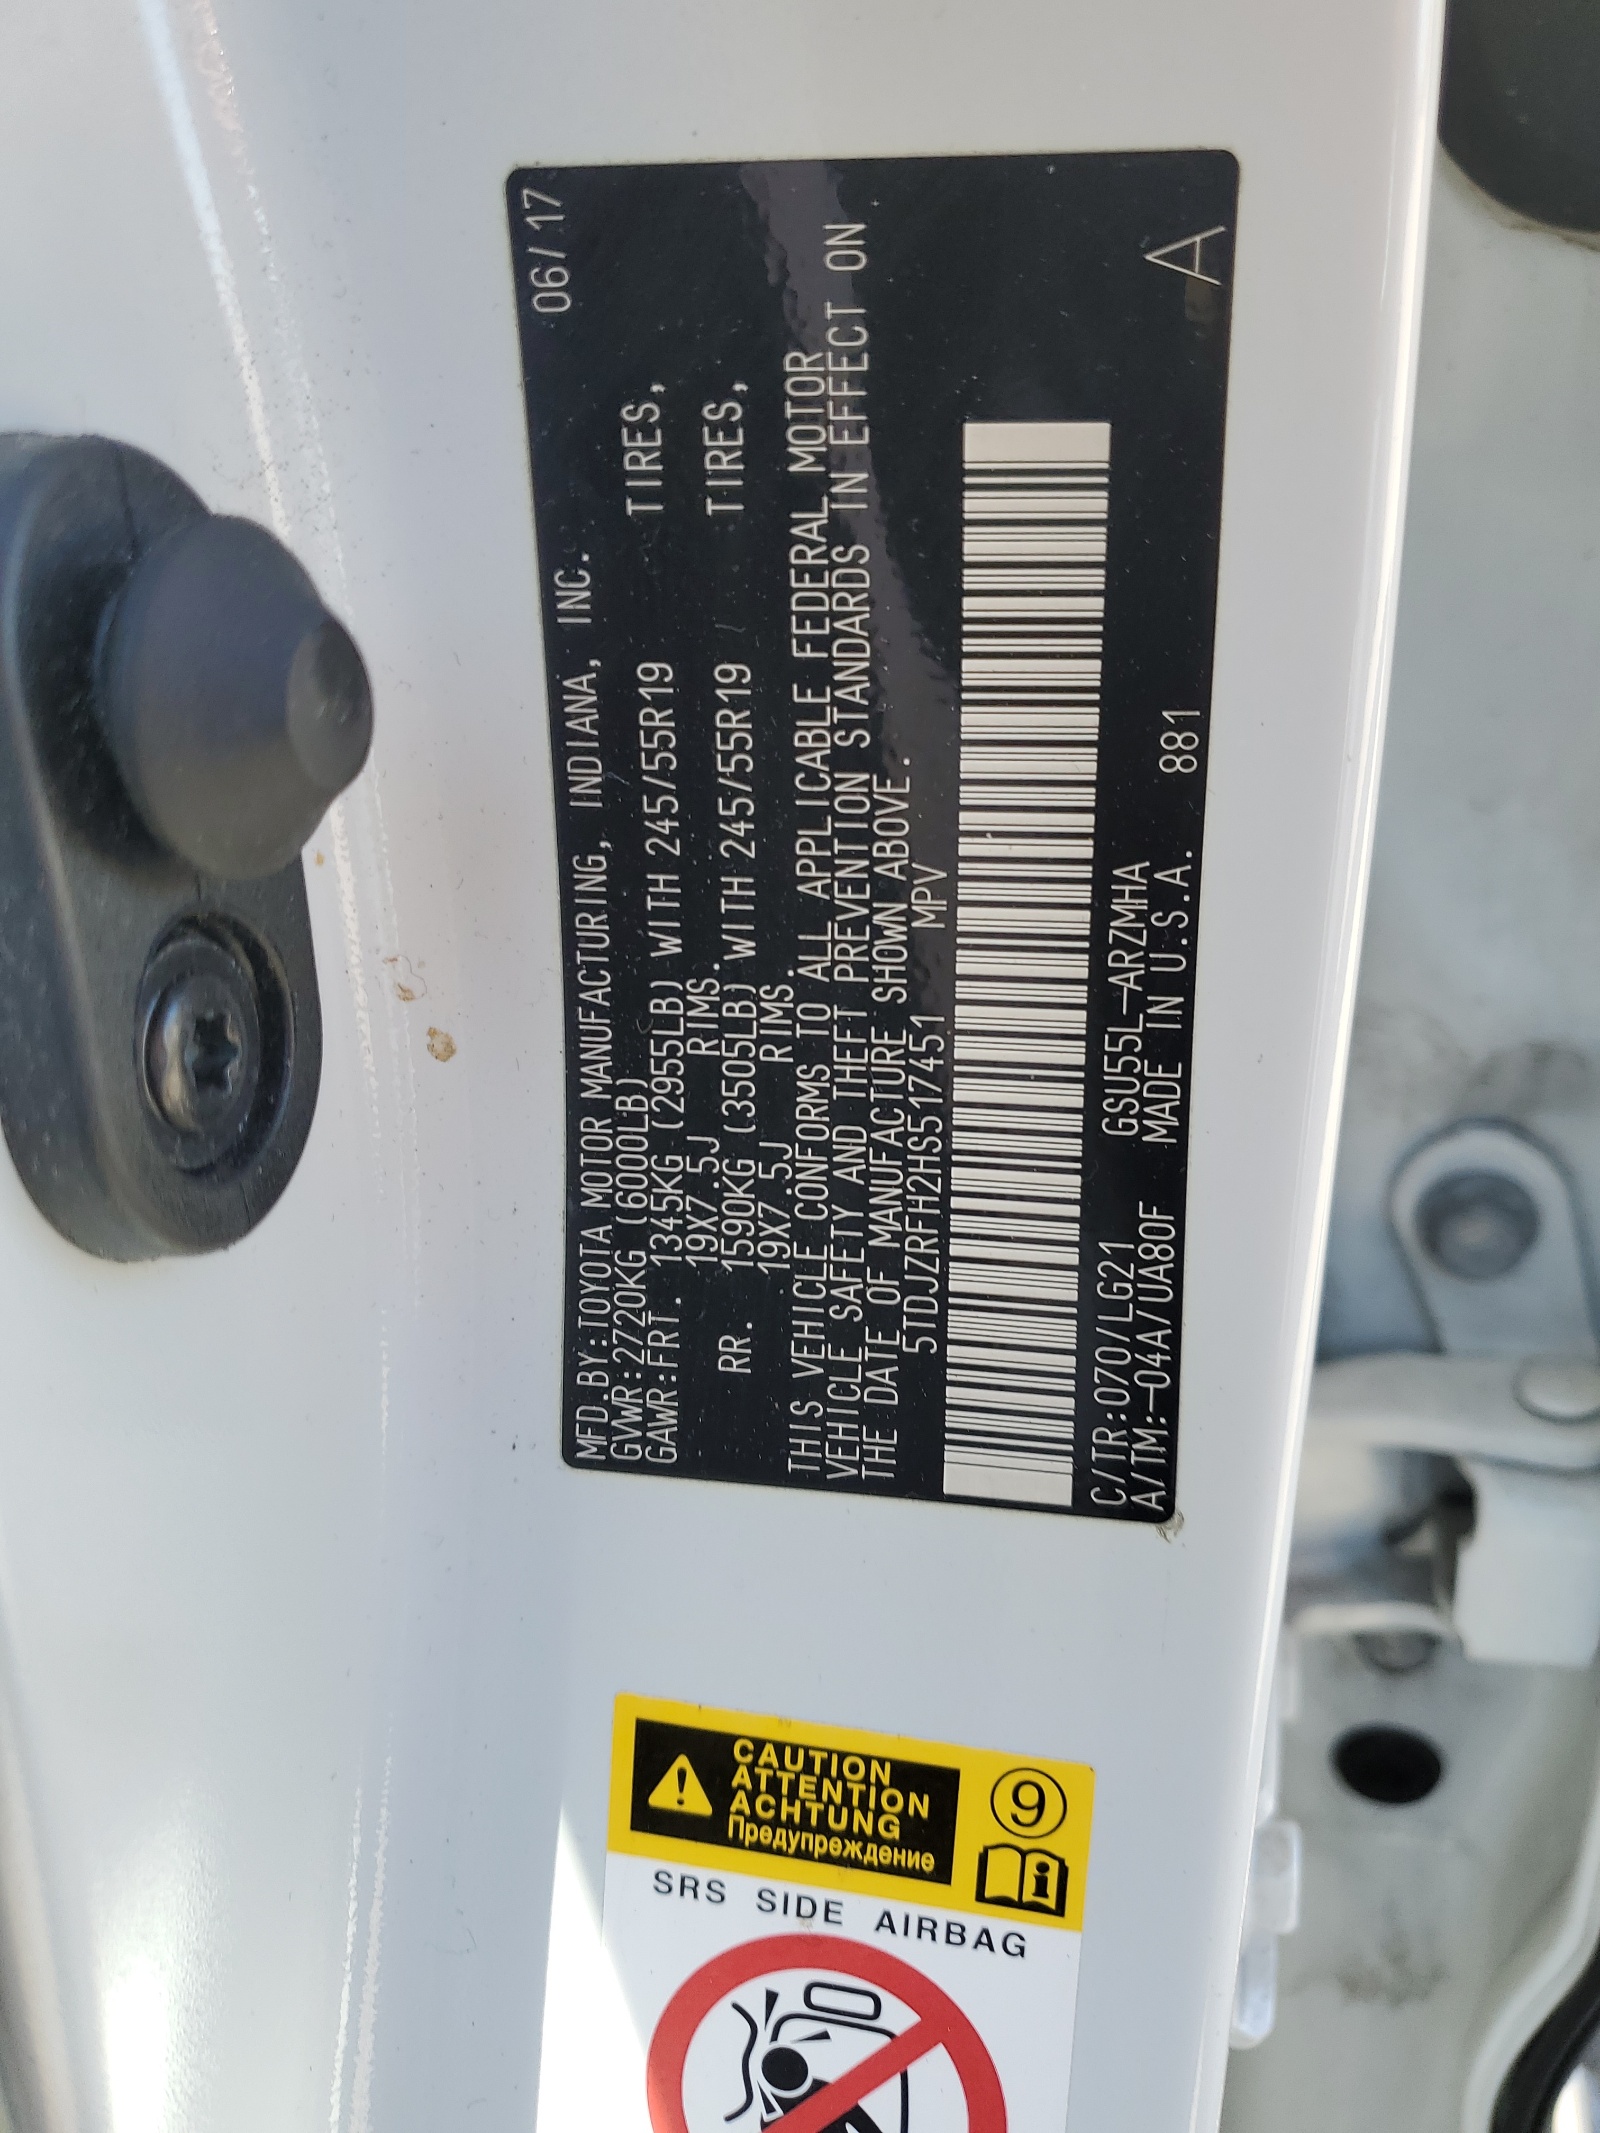 06/17
MFD.BY:TOYOTA MOTOR MANUFACTURING, INDIANA, INC.
GVWR:2720KG (6000LB)
GAWR:FRT. 1345KG (2955LB) WITH 245/55R19 TIRES,
19X7.5J RIMS.
RR. 1590KG (3505LB) WITH 245/55R19 TIRES,
19X7.5J RIMS.
THIS VEHICLE CONFORMS TO ALL APPLICABLE FEDERAL MOTOR
VEHICLE SAFETY AND THEFT PREVENTION STANDARDS IN EFFECT ON
THE DATE OF MANUFACTURE SHOWN ABOVE.
5TDJZRFH2HS517451 MPV
C/TR:070/LG21 GSU55L-ARZMHA
A/TM:-04A/UA80F MADE IN U.S.A. 881 A
CAUTION
ATTENTION
ACHTUNG
Предупреждение
9
i
SRS SIDE AIRBAG